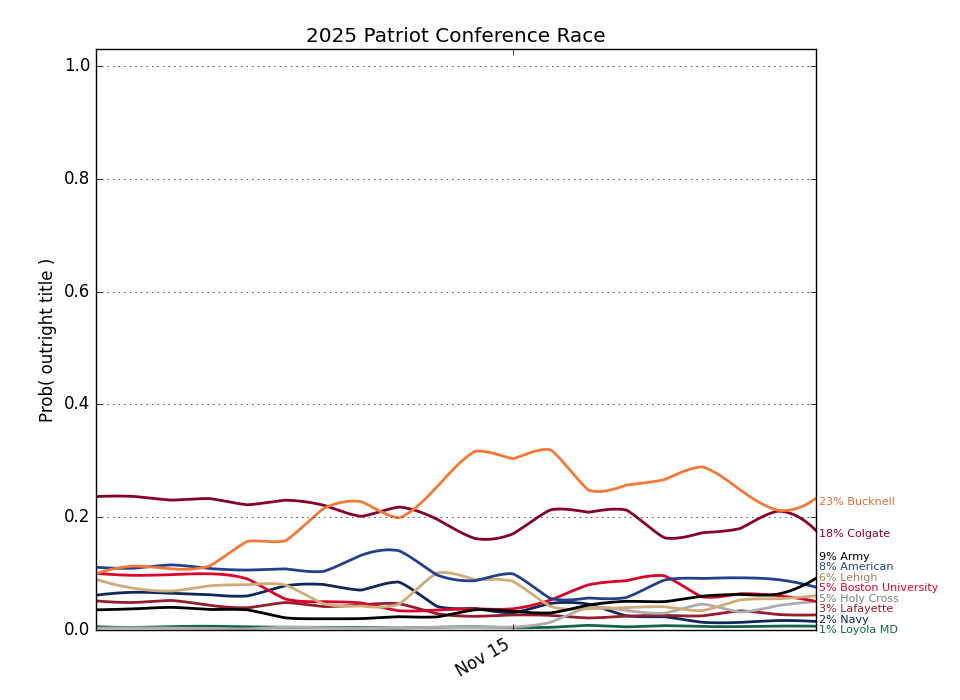 2025 Patriot Conference Race
Prob( outright title )
1.0
0.8
0.6
0.4
0.2
0.0
Nov 15
23% Bucknell
18% Colgate
9% Army
8% American
6% Lehigh
5% Boston University
5% Holy Cross
3% Lafayette
2% Navy
1% Loyola MD